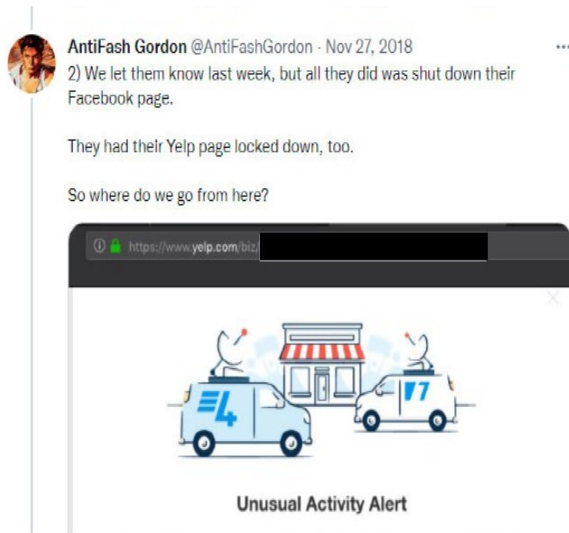 AntiFash Gordon @AntiFashGordon · Nov 27, 2018
2) We let them know last week, but all they did was shut down their
Facebook page.
They had their Yelp page locked down, too.
So where do we go from here?
https://www.yelp.com/biz/
4
7
Unusual Activity Alert